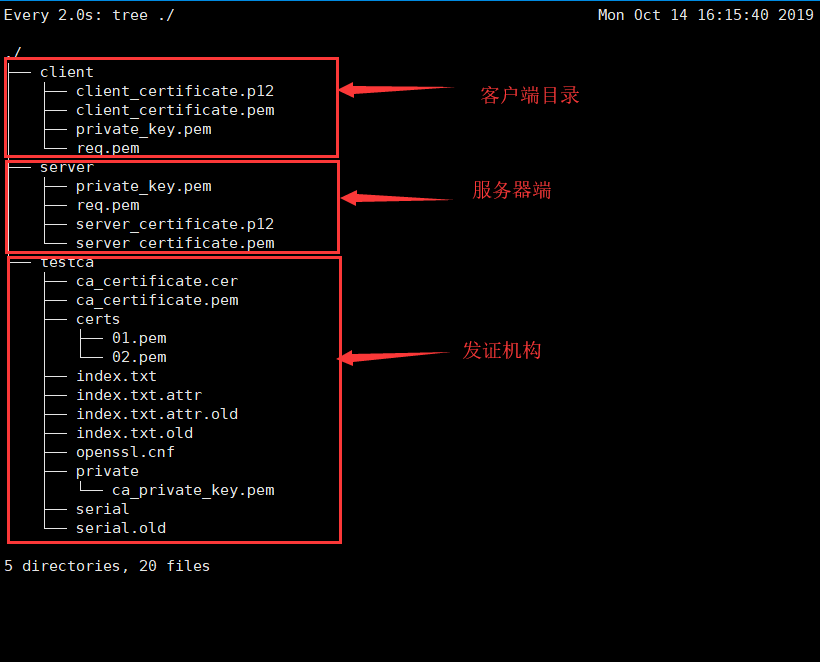 Every 2.0s: tree ./ Mon Oct 14 16:15:40 2019
./
├── client
│   ├── client_certificate.p12 客户端目录
│   ├── client_certificate.pem
│   ├── private_key.pem
│   └── req.pem
├── server
│   ├── private_key.pem 服务器端
│   ├── req.pem
│   ├── server_certificate.p12
│   └── server_certificate.pem
├── testca
    ├── ca_certificate.cer
    ├── ca_certificate.pem
    ├── certs
    │   ├── 01.pem
    │   └── 02.pem 发证机构
    ├── index.txt
    ├── index.txt.attr
    ├── index.txt.attr.old
    ├── index.txt.old
    ├── openssl.cnf
    ├── private
    │   └── ca_private_key.pem
    ├── serial
    └── serial.old
5 directories, 20 files